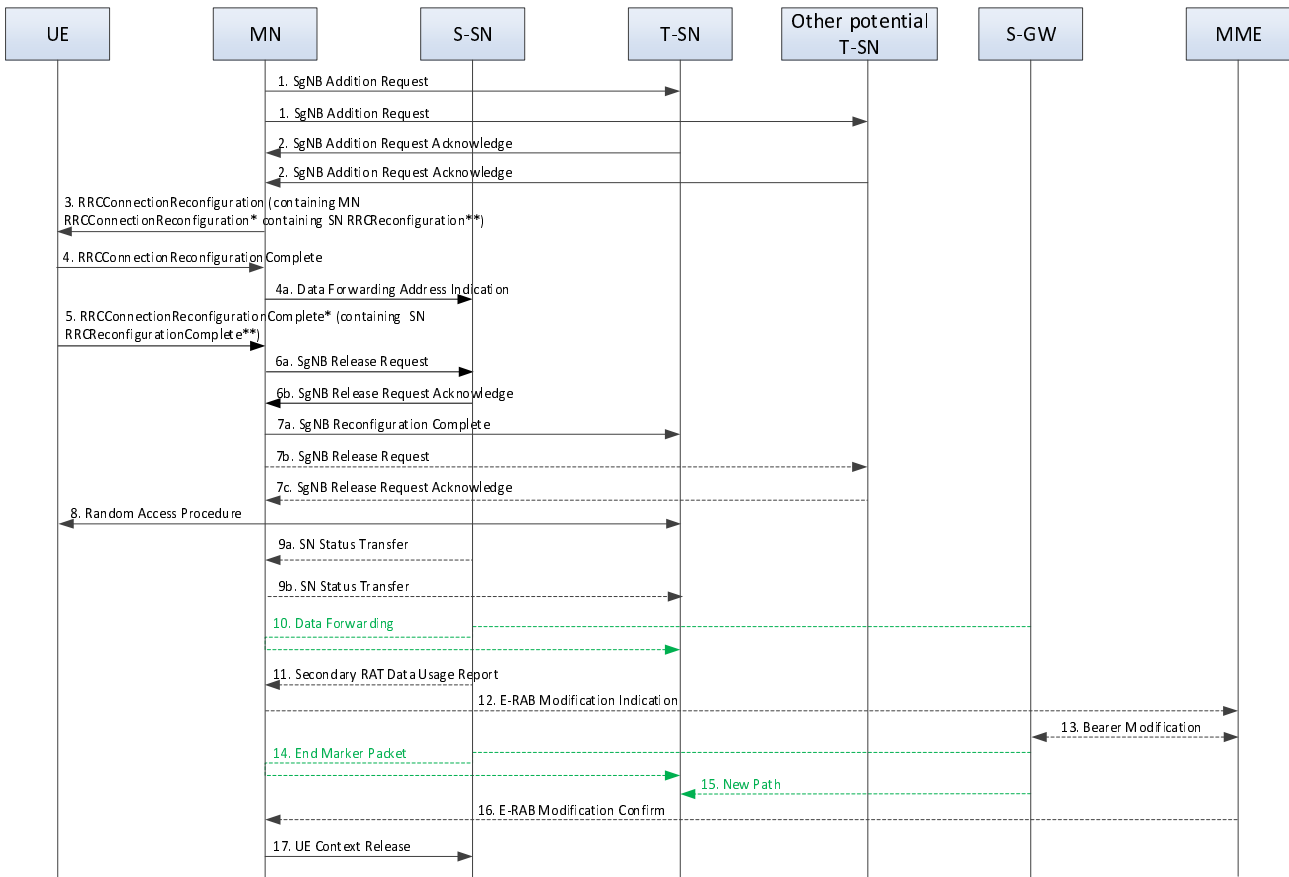 UE
MN
S-SN
T-SN
Other potential
T-SN
S-GW
MME
1. SgNB Addition Request
1. SgNB Addition Request
2. SgNB Addition Request Acknowledge
2. SgNB Addition Request Acknowledge
3. RRCConnectionReconfiguration (containing MN
RRCConnectionReconfiguration* containing SN RRCReconfiguration**)
4. RRCConnectionReconfigurationComplete
4a. Data Forwarding Address Indication
5. RRCConnectionReconfigurationComplete* (containing SN
RRCReconfigurationComplete**)
6a. SgNB Release Request
6b. SgNB Release Request Acknowledge
7a. SgNB Reconfiguration Complete
7b. SgNB Release Request
7c. SgNB Release Request Acknowledge
8. Random Access Procedure
9a. SN Status Transfer
9b. SN Status Transfer
10. Data Forwarding
11. Secondary RAT Data Usage Report
12. E-RAB Modification Indication
13. Bearer Modification
14. End Marker Packet
15. New Path
16. E-RAB Modification Confirm
17. UE Context Release